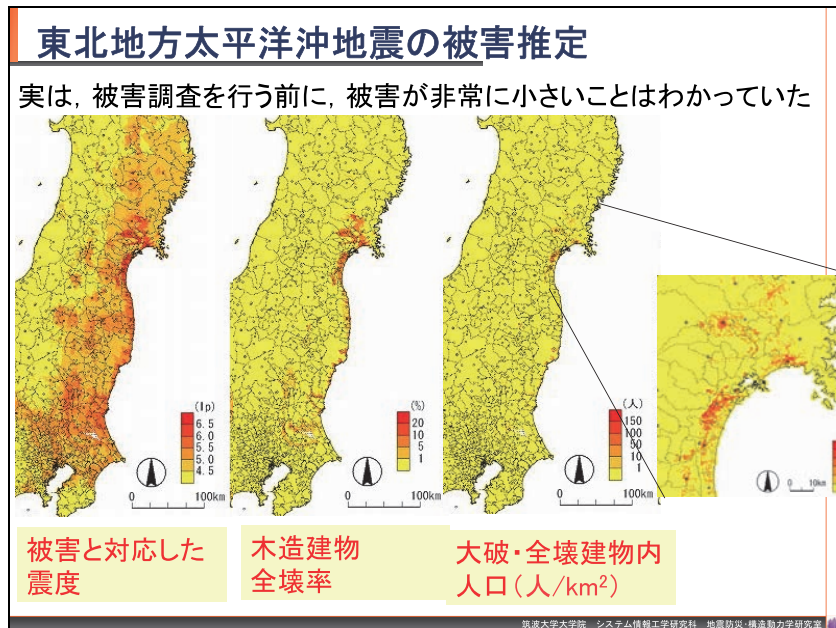 東北地方太平洋沖地震の被害推定
実は，被害調査を行う前に，被害が非常に小さいことはわかっていた
(Ip)
6.5
6.0
5.5
5.0
4.5
0
100km
(%)
20
10
5
1
0
100km
(人)
150
100
50
10
1
0
100km
0
10km
被害と対応した
震度
木造建物
全壊率
大破・全壊建物内
人口（人/km²）
筑波大学大学院　システム情報工学研究科　地震防災・構造動力学研究室